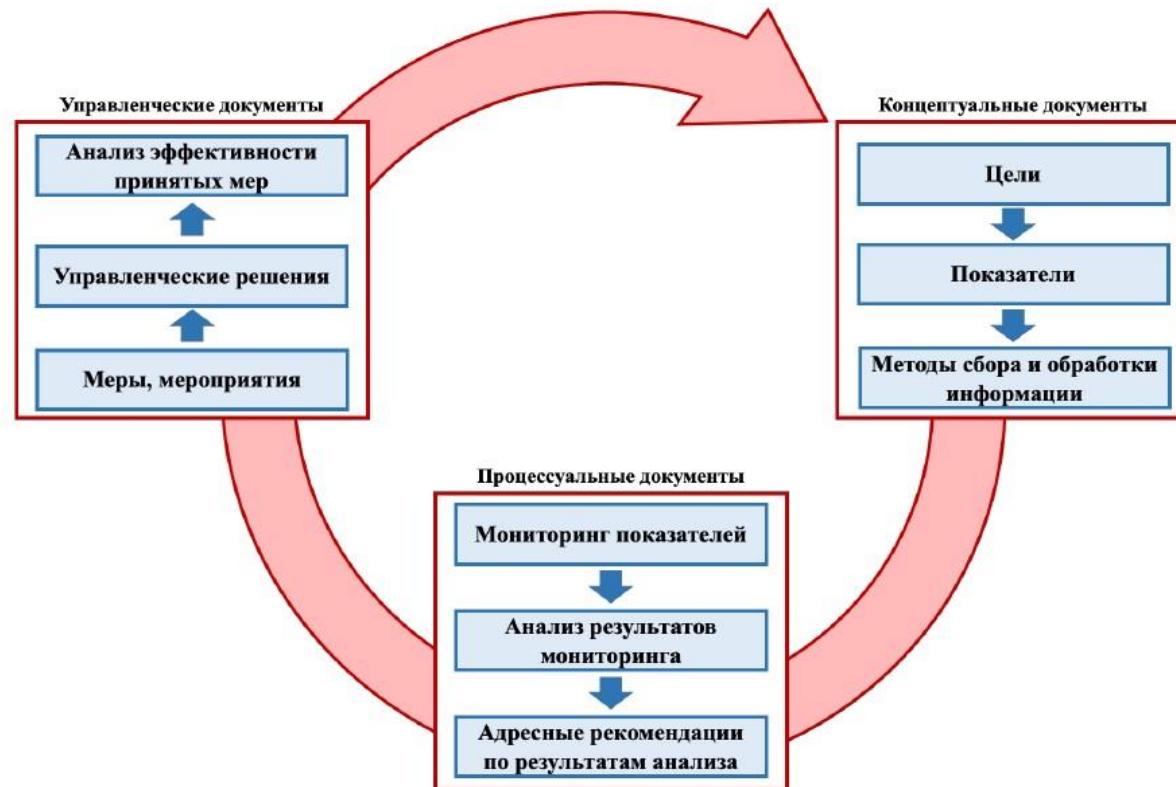 Управленческие документы
Анализ эффективности
принятых мер
Управленческие решения
Меры, мероприятия
Концептуальные документы
Цели
Показатели
Методы сбора и обработки
информации
Процессуальные документы
Мониторинг показателей
Анализ результатов
мониторинга
Адресные рекомендации
по результатам анализа